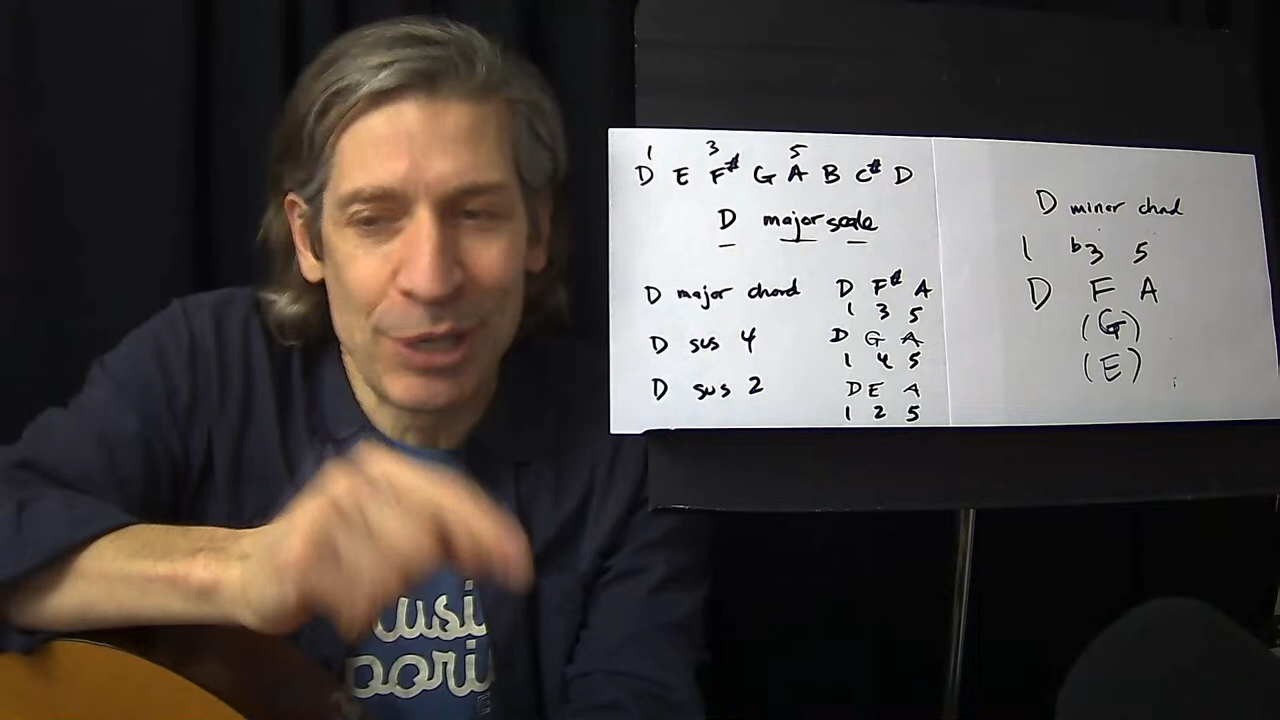 1 3 5
D E F# G A B C# D
D major scale
D major chord D F# A
1 3 5
D sus 4 D G A
1 4 5
D sus 2 D E A
1 2 5
D minor chord
1 b3 5
D F A
(G)
(E)